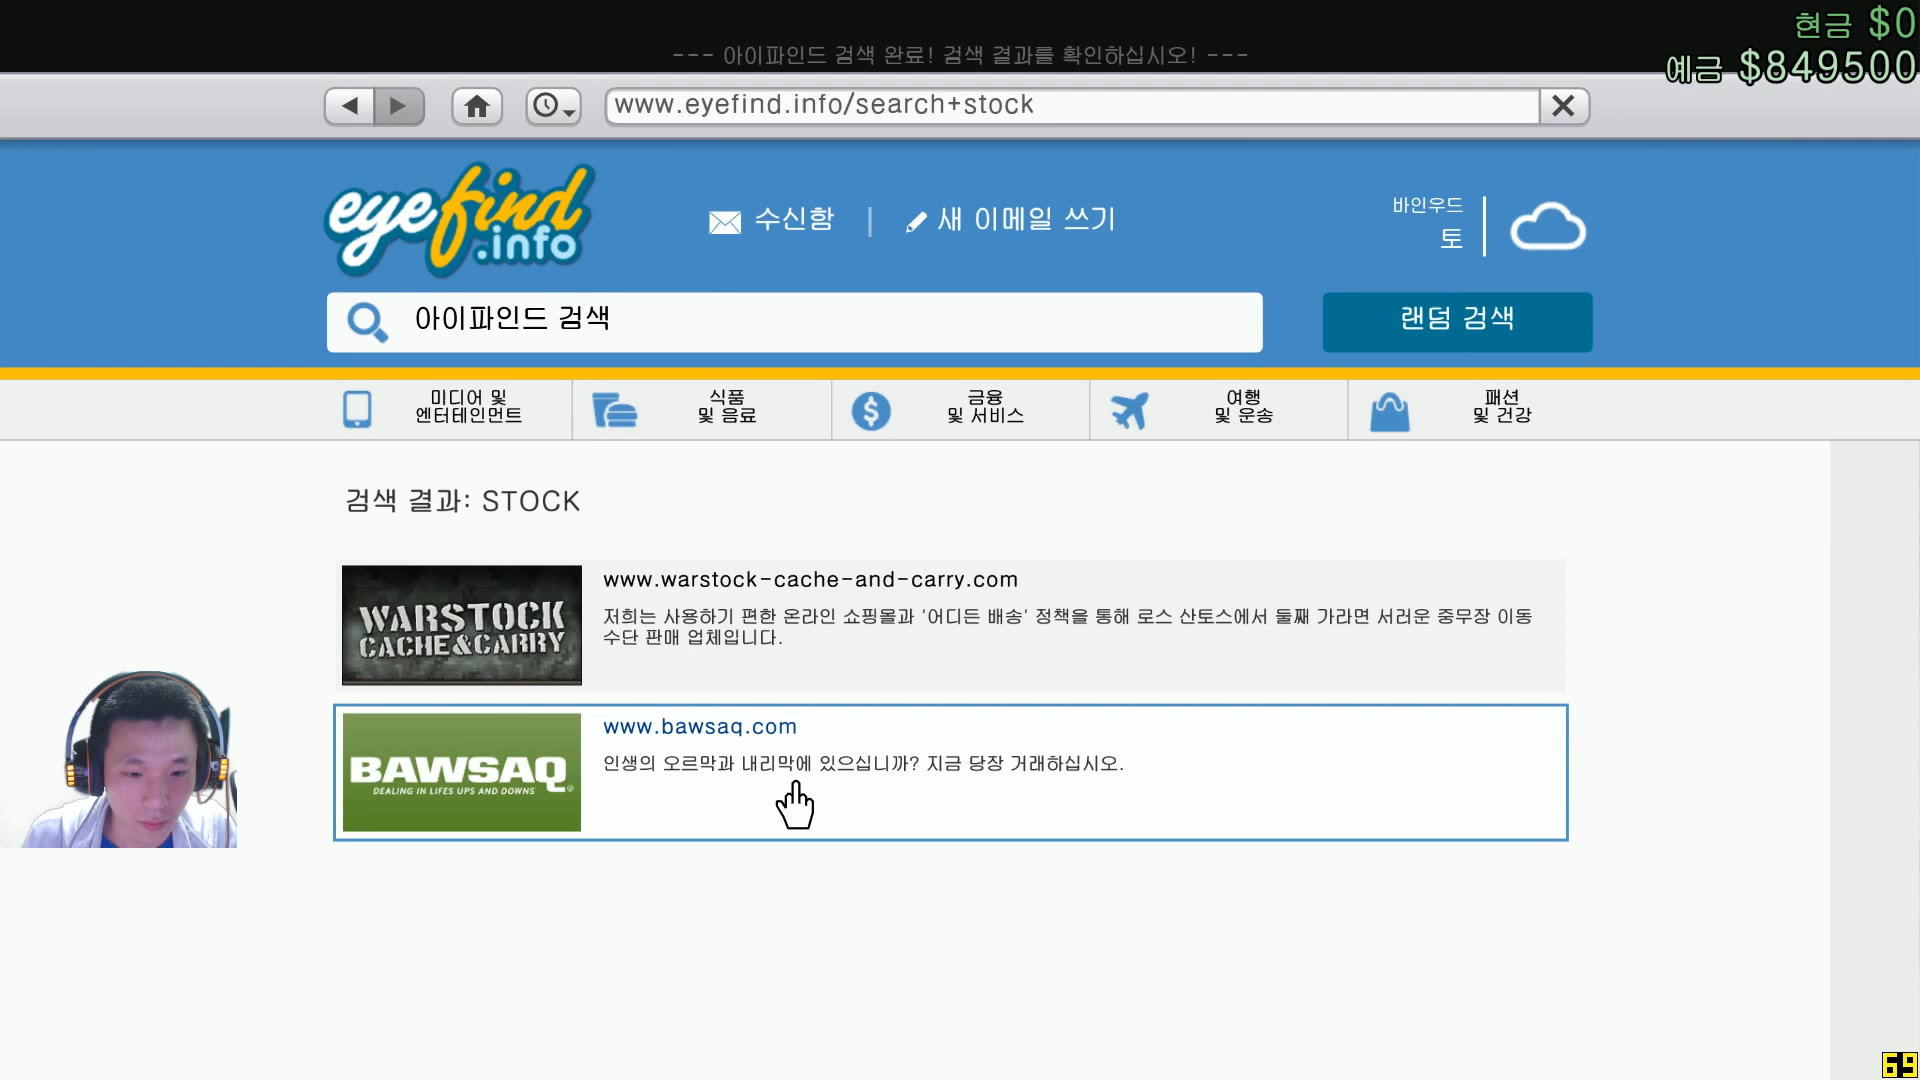 현금 $0
--- 아이파인드 검색 완료! 검색 결과를 확인하십시오! ---
예금 $849500
www.eyefind.info/search+stock
eyefind
.info
수신함
새 이메일 쓰기
바인우드
토
아이파인드 검색
랜덤 검색
미디어 및
엔터테인먼트
식품
및 음료
금융
및 서비스
여행
및 운송
패션
및 건강
검색 결과: STOCK
WARSTOCK
CACHE&CARRY
www.warstock-cache-and-carry.com
저희는 사용하기 편한 온라인 쇼핑몰과 '어디든 배송' 정책을 통해 로스 산토스에서 둘째 가라면 서러운 중무장 이동
수단 판매 업체입니다.
BAWSAQ
DEALING IN LIFES UPS AND DOWNS
www.bawsaq.com
인생의 오르막과 내리막에 있으십니까? 지금 당장 거래하십시오.
69